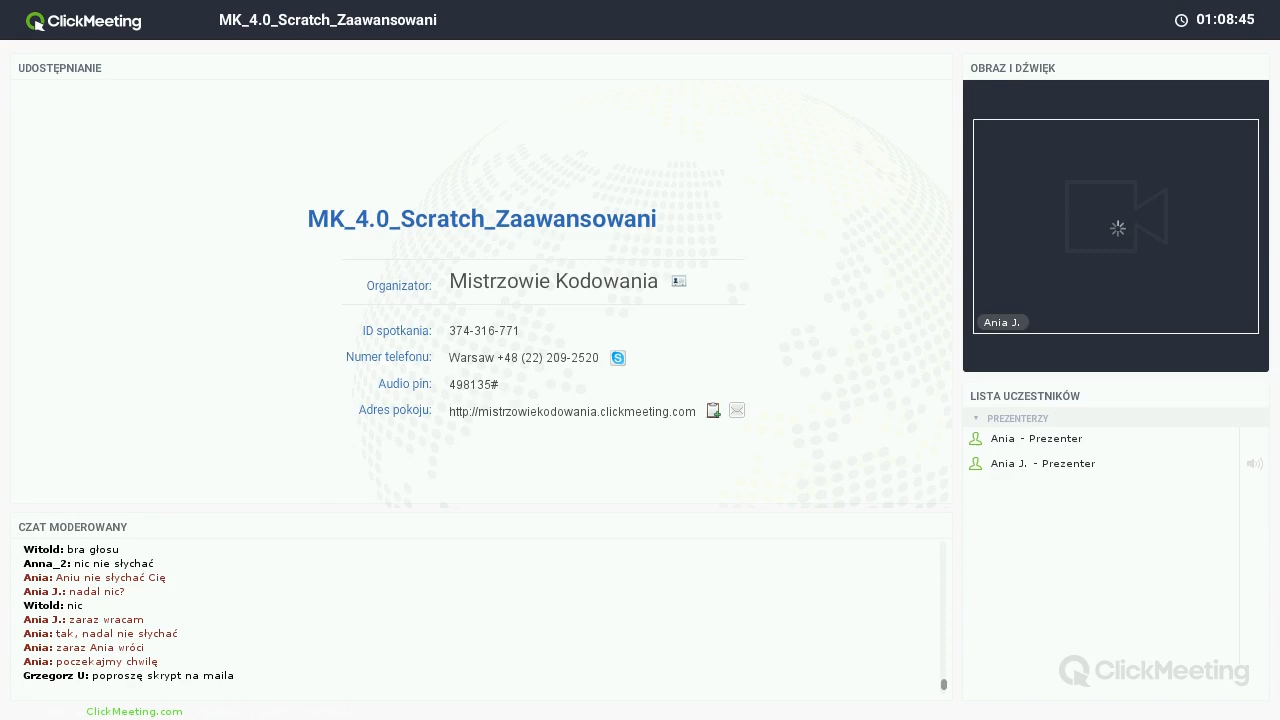 ClickMeeting
MK_4.0_Scratch_Zaawansowani
01:08:45
UDOSTĘPNIANIE
MK_4.0_Scratch_Zaawansowani
Organizator: Mistrzowie Kodowania
ID spotkania: 374-316-771
Numer telefonu: Warsaw +48 (22) 209-2520
Audio pin: 498135#
Adres pokoju: http://mistrzowiekodowania.clickmeeting.com
OBRAZ I DŹWIĘK
Ania J.
LISTA UCZESTNIKÓW
PREZENTERZY
Ania - Prezenter
Ania J. - Prezenter
CZAT MODEROWANY
Witold: bra głosu
Anna_2: nic nie słychać
Ania: Aniu nie słychać Cię
Ania J.: nadal nic?
Witold: nic
Ania J.: zaraz wracam
Ania: tak, nadal nie słychać
Ania: zaraz Ania wróci
Ania: poczekajmy chwilę
Grzegorz U: poproszę skrypt na maila
ClickMeeting
ClickMeeting.com